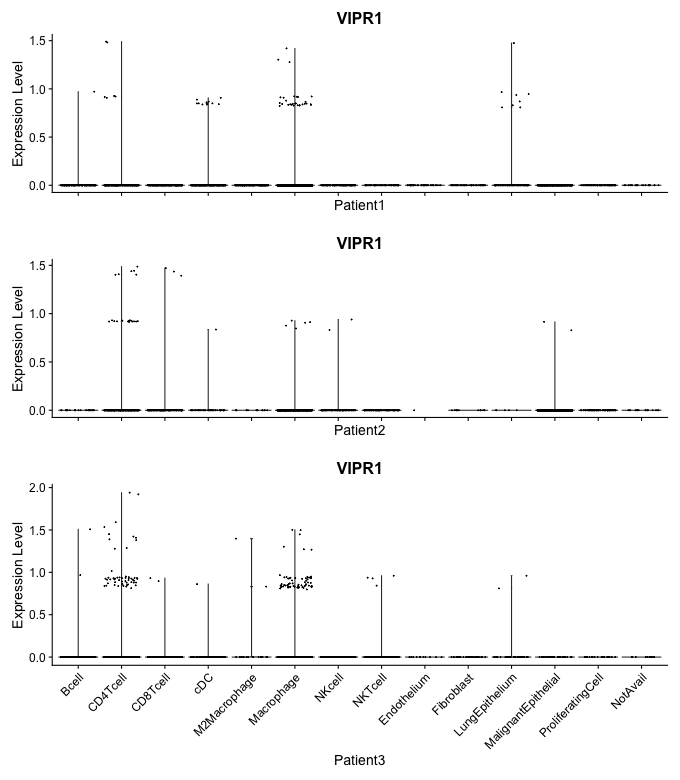 VIPR1
Expression Level
1.5
1.0
0.5
0.0
Patient1
VIPR1
Expression Level
1.5
1.0
0.5
0.0
Patient2
VIPR1
Expression Level
2.0
1.5
1.0
0.5
0.0
Bcell
CD4Tcell
CD8Tcell
cDC
M2Macrophage
Macrophage
NKcell
NKTcell
Endothelium
Fibroblast
LungEpithelium
MalignantEpithelial
ProliferatingCell
NotAvail
Patient3